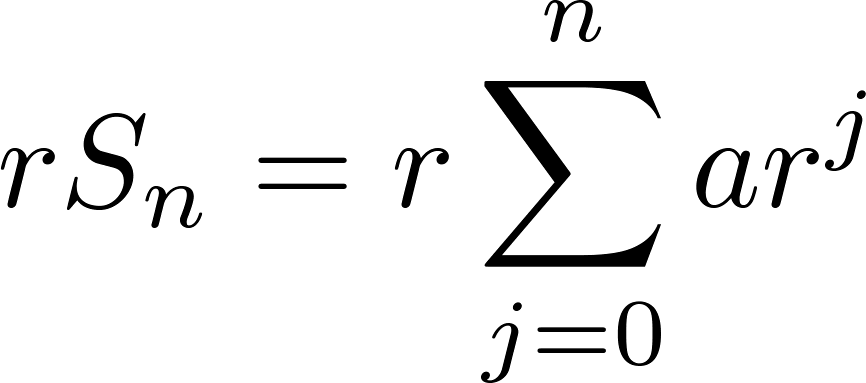 $rS_n = r \sum_{j=0}^{n} ar^j$